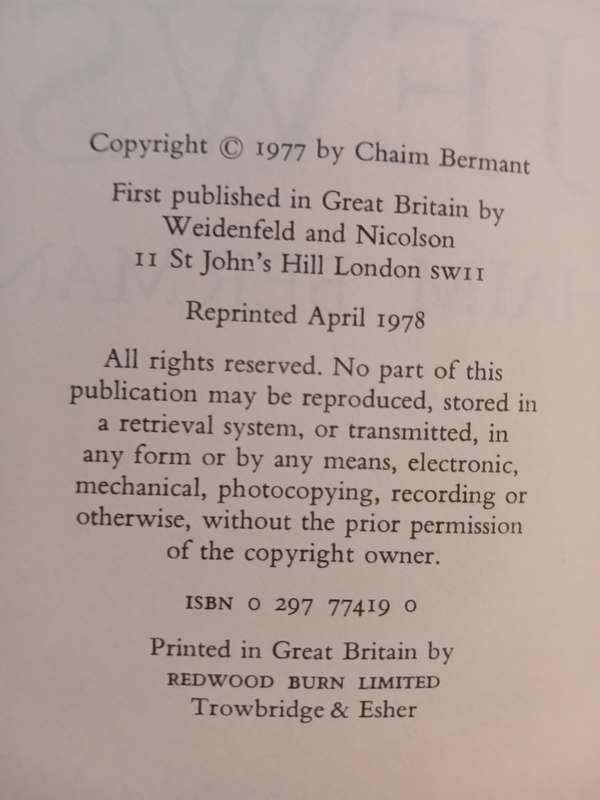 Copyright © 1977 by Chaim Bermant
First published in Great Britain by
Weidenfeld and Nicolson
11 St John's Hill London SW11
Reprinted April 1978
All rights reserved. No part of this
publication may be reproduced, stored in
a retrieval system, or transmitted, in
any form or by any means, electronic,
mechanical, photocopying, recording or
otherwise, without the prior permission
of the copyright owner.
ISBN 0 297 77419 0
Printed in Great Britain by
REDWOOD BURN LIMITED
Trowbridge & Esher